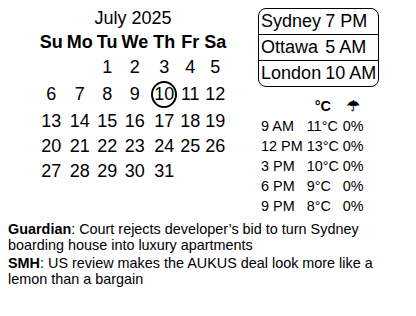 July 2025
Su Mo Tu We Th Fr Sa
1 2 3 4 5
6 7 8 9 10 11 12
13 14 15 16 17 18 19
20 21 22 23 24 25 26
27 28 29 30 31
Sydney 7 PM
Ottawa 5 AM
London 10 AM
°C ☂
9 AM 11°C 0%
12 PM 13°C 0%
3 PM 10°C 0%
6 PM 9°C 0%
9 PM 8°C 0%
Guardian: Court rejects developer’s bid to turn Sydney
boarding house into luxury apartments
SMH: US review makes the AUKUS deal look more like a
lemon than a bargain